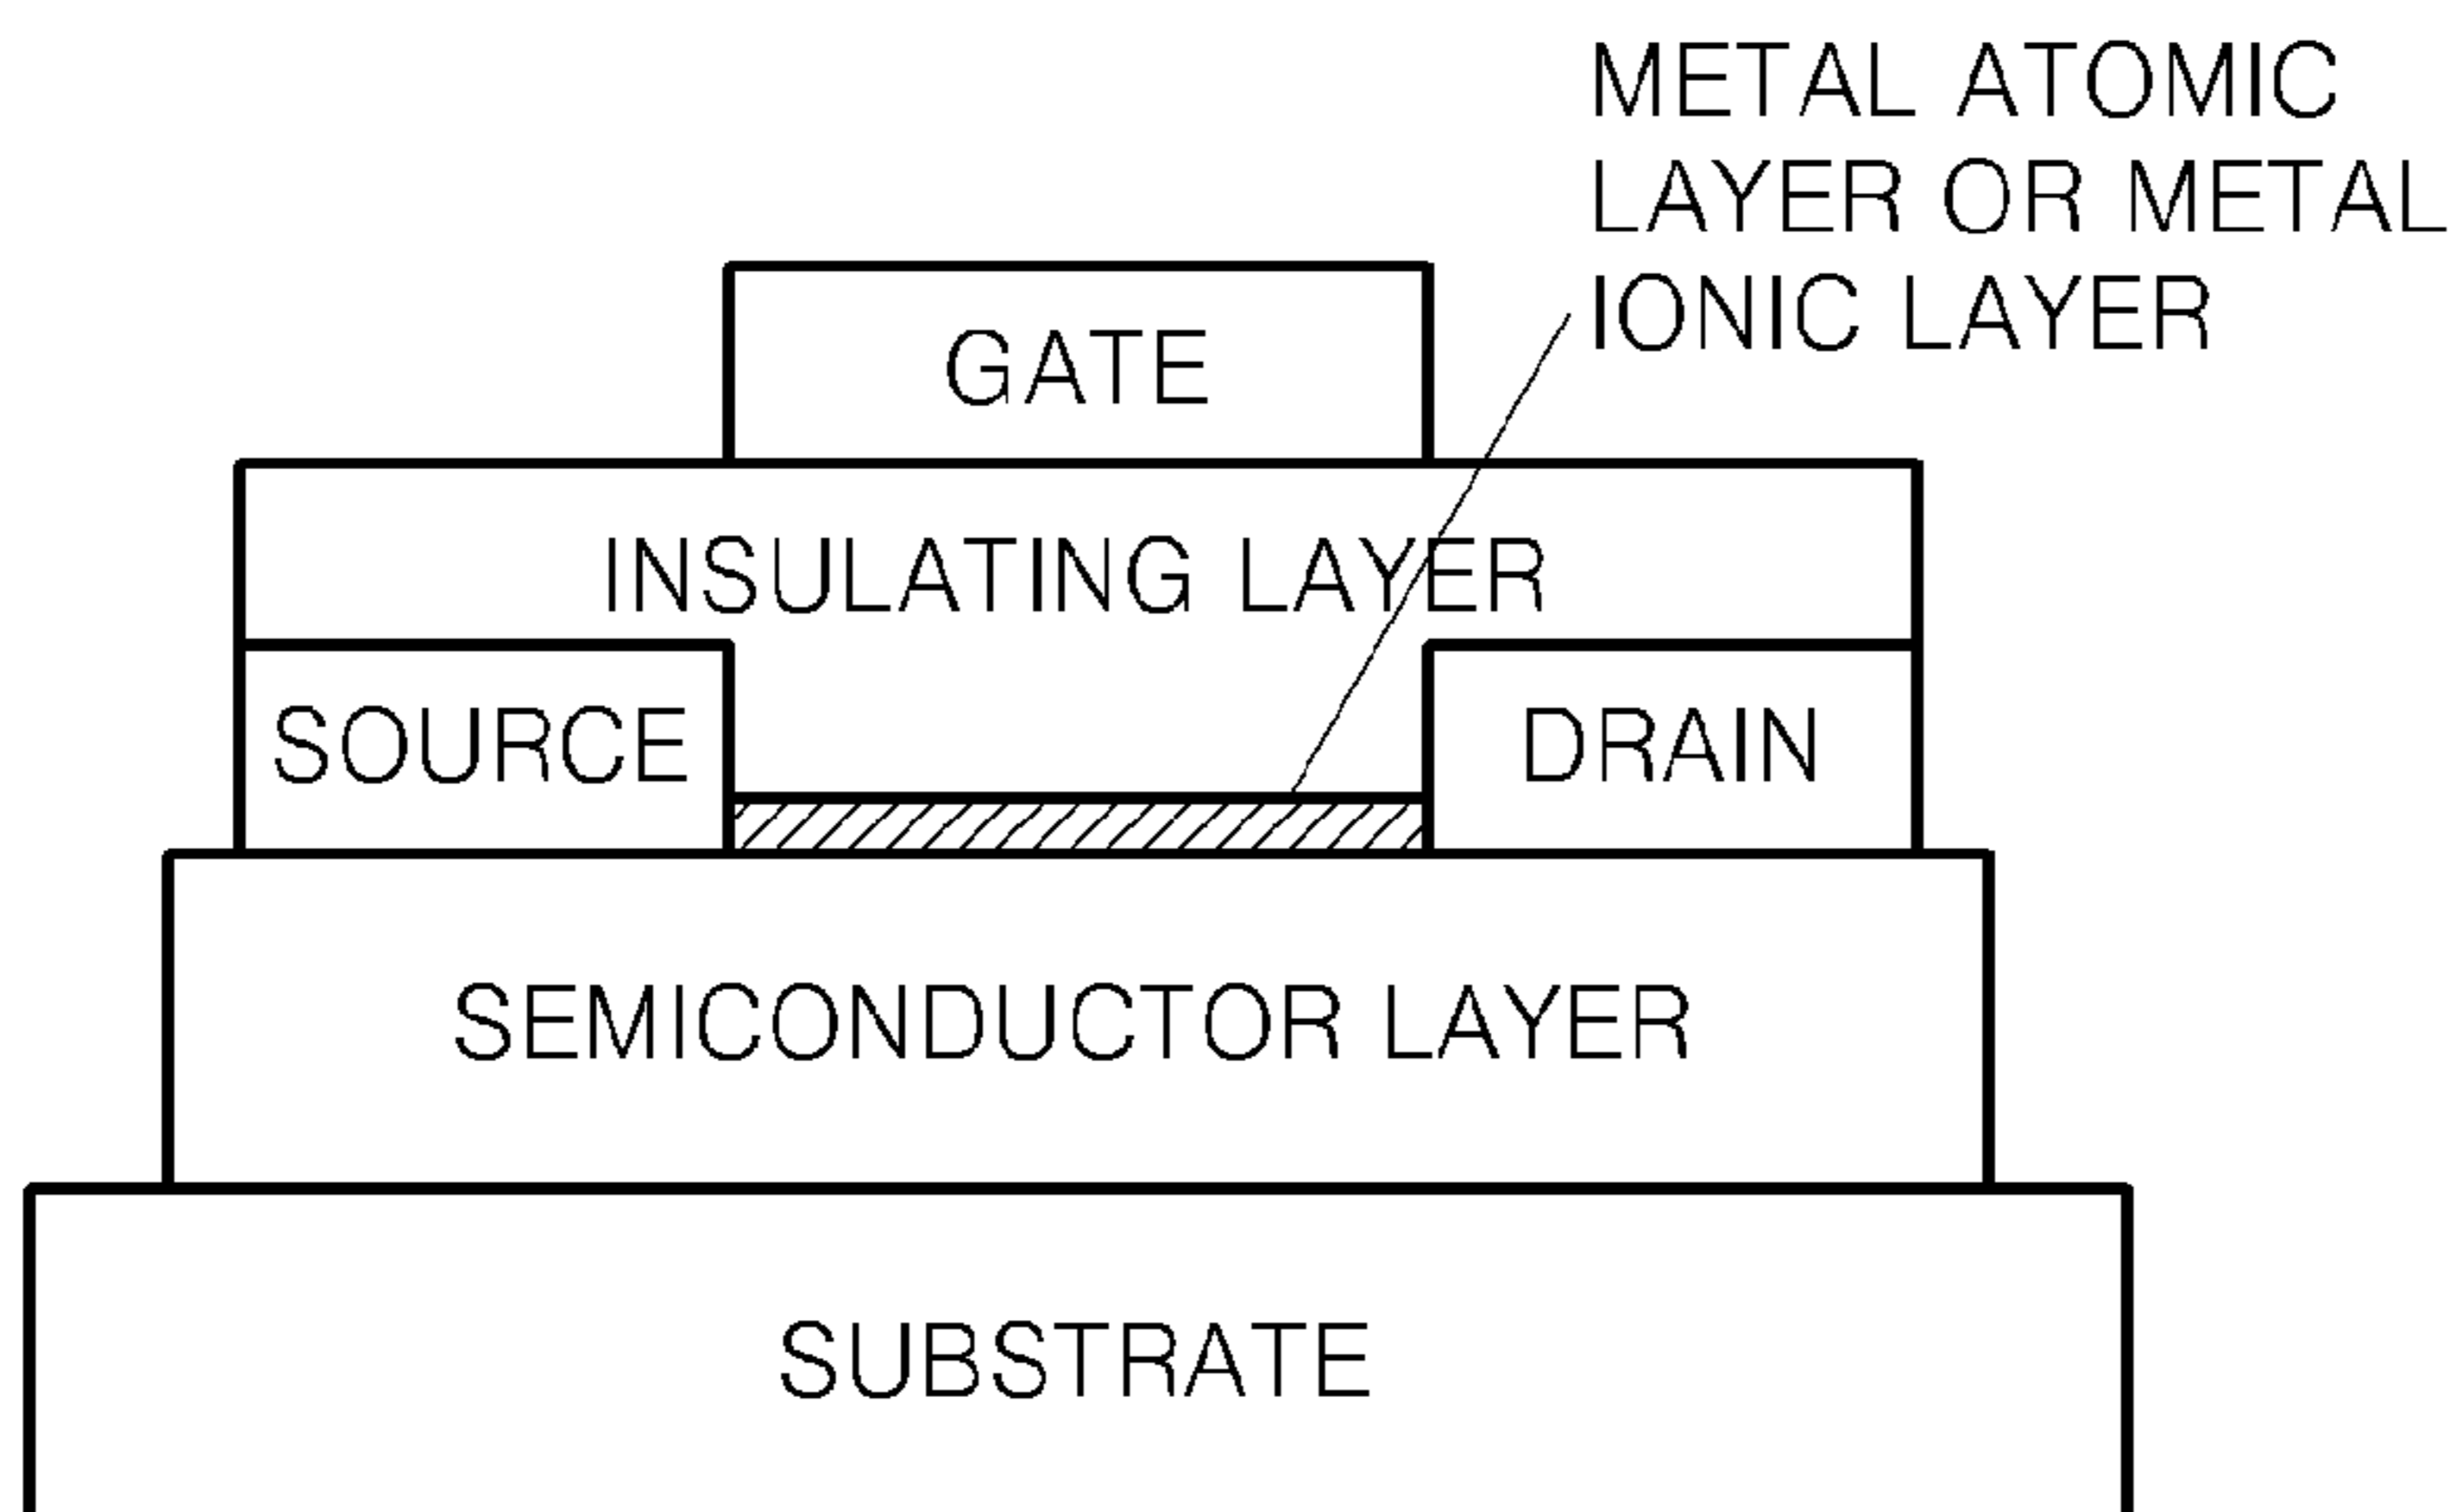 METAL ATOMIC
LAYER OR METAL
IONIC LAYER
GATE
INSULATING LAYER
SOURCE
DRAIN
SEMICONDUCTOR LAYER
SUBSTRATE